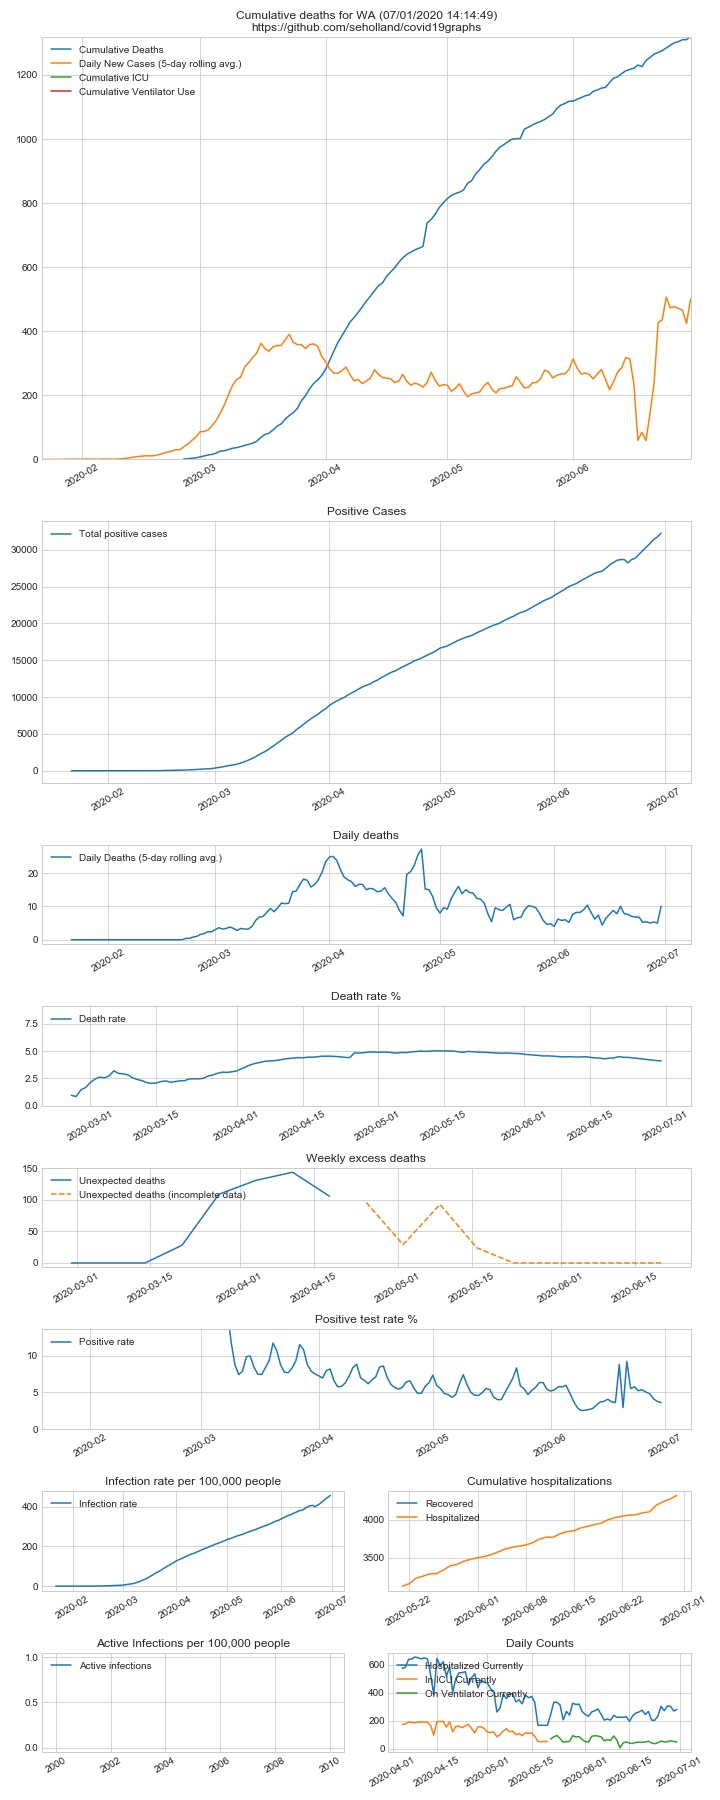 Cumulative deaths for WA (07/01/2020 14:14:49)
https://github.com/seholland/covid19graphs
Cumulative Deaths
Daily New Cases (5-day rolling avg.)
Cumulative ICU
Cumulative Ventilator Use
1200
1000
800
600
400
200
0
2020-02 2020-03 2020-04 2020-05 2020-06
Positive Cases
Total positive cases
30000
25000
20000
15000
10000
5000
0
2020-02 2020-03 2020-04 2020-05 2020-06 2020-07
Daily deaths
Daily Deaths (5-day rolling avg.)
20
10
0
2020-02 2020-03 2020-04 2020-05 2020-06 2020-07
Death rate %
Death rate
7.5
5.0
2.5
0.0
2020-03-01 2020-03-15 2020-04-01 2020-04-15 2020-05-01 2020-05-15 2020-06-01 2020-06-15 2020-07-01
Weekly excess deaths
150
Unexpected deaths
Unexpected deaths (incomplete data)
100
50
0
2020-03-01 2020-03-15 2020-04-01 2020-04-15 2020-05-01 2020-05-15 2020-06-01 2020-06-15
Positive test rate %
Positive rate
10
5
0
2020-02 2020-03 2020-04 2020-05 2020-06 2020-07
Infection rate per 100,000 people
Infection rate
400
200
0
2020-02 2020-03 2020-04 2020-05 2020-06 2020-07
Cumulative hospitalizations
Recovered
Hospitalized
4000
3500
2020-05-22 2020-06-01 2020-06-08 2020-06-15 2020-06-22 2020-07-01
Active Infections per 100,000 people
Active infections
1.0
0.5
0.0
2000 2002 2004 2006 2008 2010
Daily Counts
Hospitalized Currently
In ICU Currently
On Ventilator Currently
600
400
200
0
2020-04-01 2020-04-15 2020-05-01 2020-05-15 2020-06-01 2020-06-15 2020-07-01